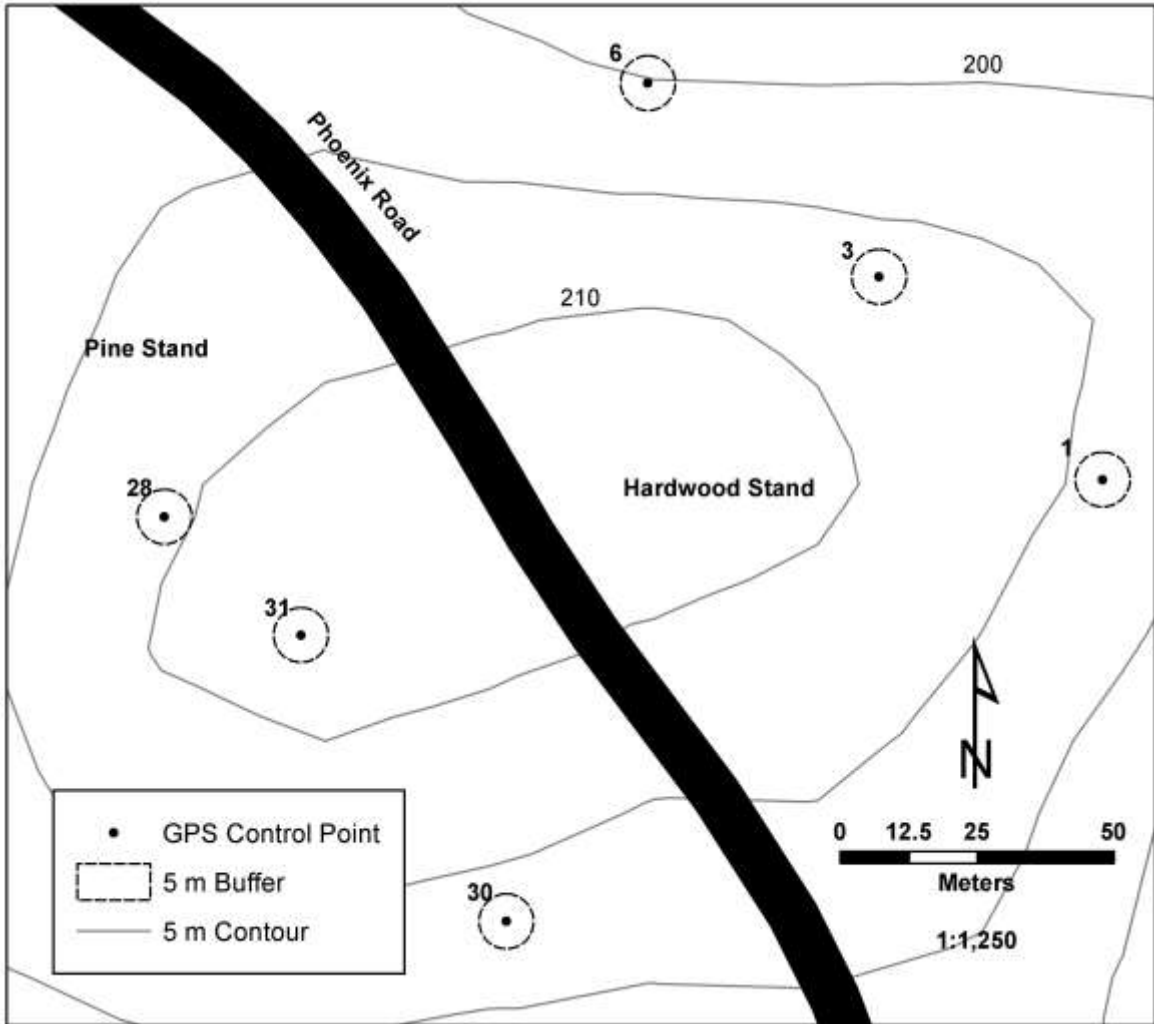 6
200
Phoenix Road
3
210
Pine Stand
1
28
Hardwood Stand
31
N
0 12.5 25 50
Meters
1:1,250
GPS Control Point
5 m Buffer
5 m Contour
30